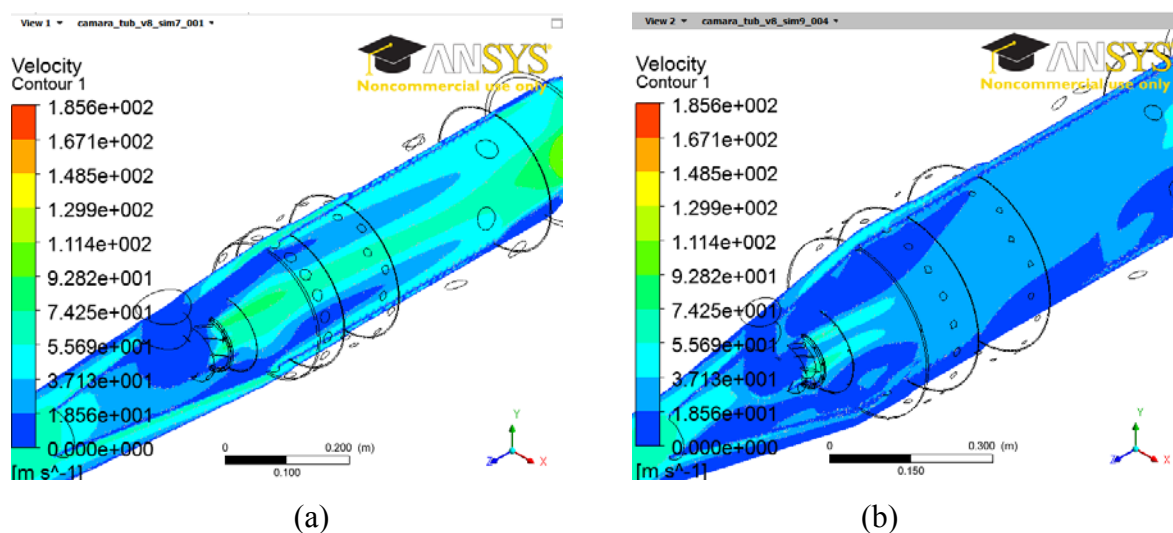 View 1 camara_tub_v8_sim7_001
ANSYS
Noncommercial use only
Velocity
Contour 1
1.856e+002
1.671e+002
1.485e+002
1.299e+002
1.114e+002
9.282e+001
7.425e+001
5.569e+001
3.713e+001
1.856e+001
0.000e+000
[m s^-1]
0 0.200 (m)
0.100
Y
Z X
(a)
View 2 camara_tub_v8_sim9_004
ANSYS
Noncommercial use only
Velocity
Contour 1
1.856e+002
1.671e+002
1.485e+002
1.299e+002
1.114e+002
9.282e+001
7.425e+001
5.569e+001
3.713e+001
1.856e+001
0.000e+000
[m s^-1]
0 0.300 (m)
0.150
Y
Z X
(b)